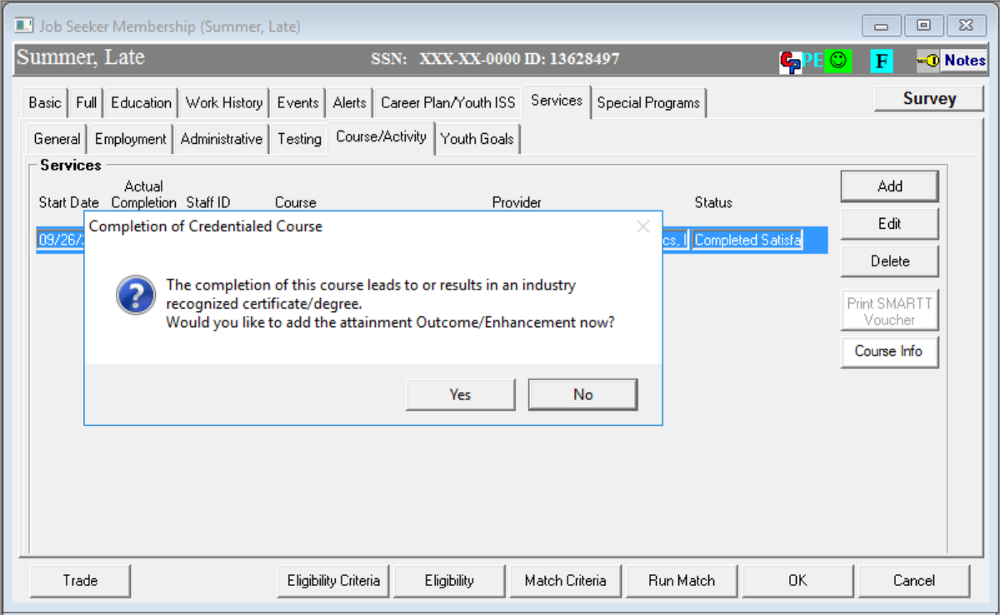 Job Seeker Membership (Summer, Late)
Summer, Late SSN: XXX-XX-0000 ID: 13628497 CP PE F Notes
Basic Full Education Work History Events Alerts Career Plan/Youth ISS Services Special Programs Survey
General Employment Administrative Testing Course/Activity Youth Goals
Services
Actual
Start Date Completion Staff ID Course Provider Status
Add
Completion of Credentialed Course
Edit
09/26/ cs, I Completed Satisfa
Delete
The completion of this course leads to or results in an industry
recognized certificate/degree.
Would you like to add the attainment Outcome/Enhancement now?
Print SMARTT
Voucher
Course Info
Yes No
Trade Eligibility Criteria Eligibility Match Criteria Run Match OK Cancel